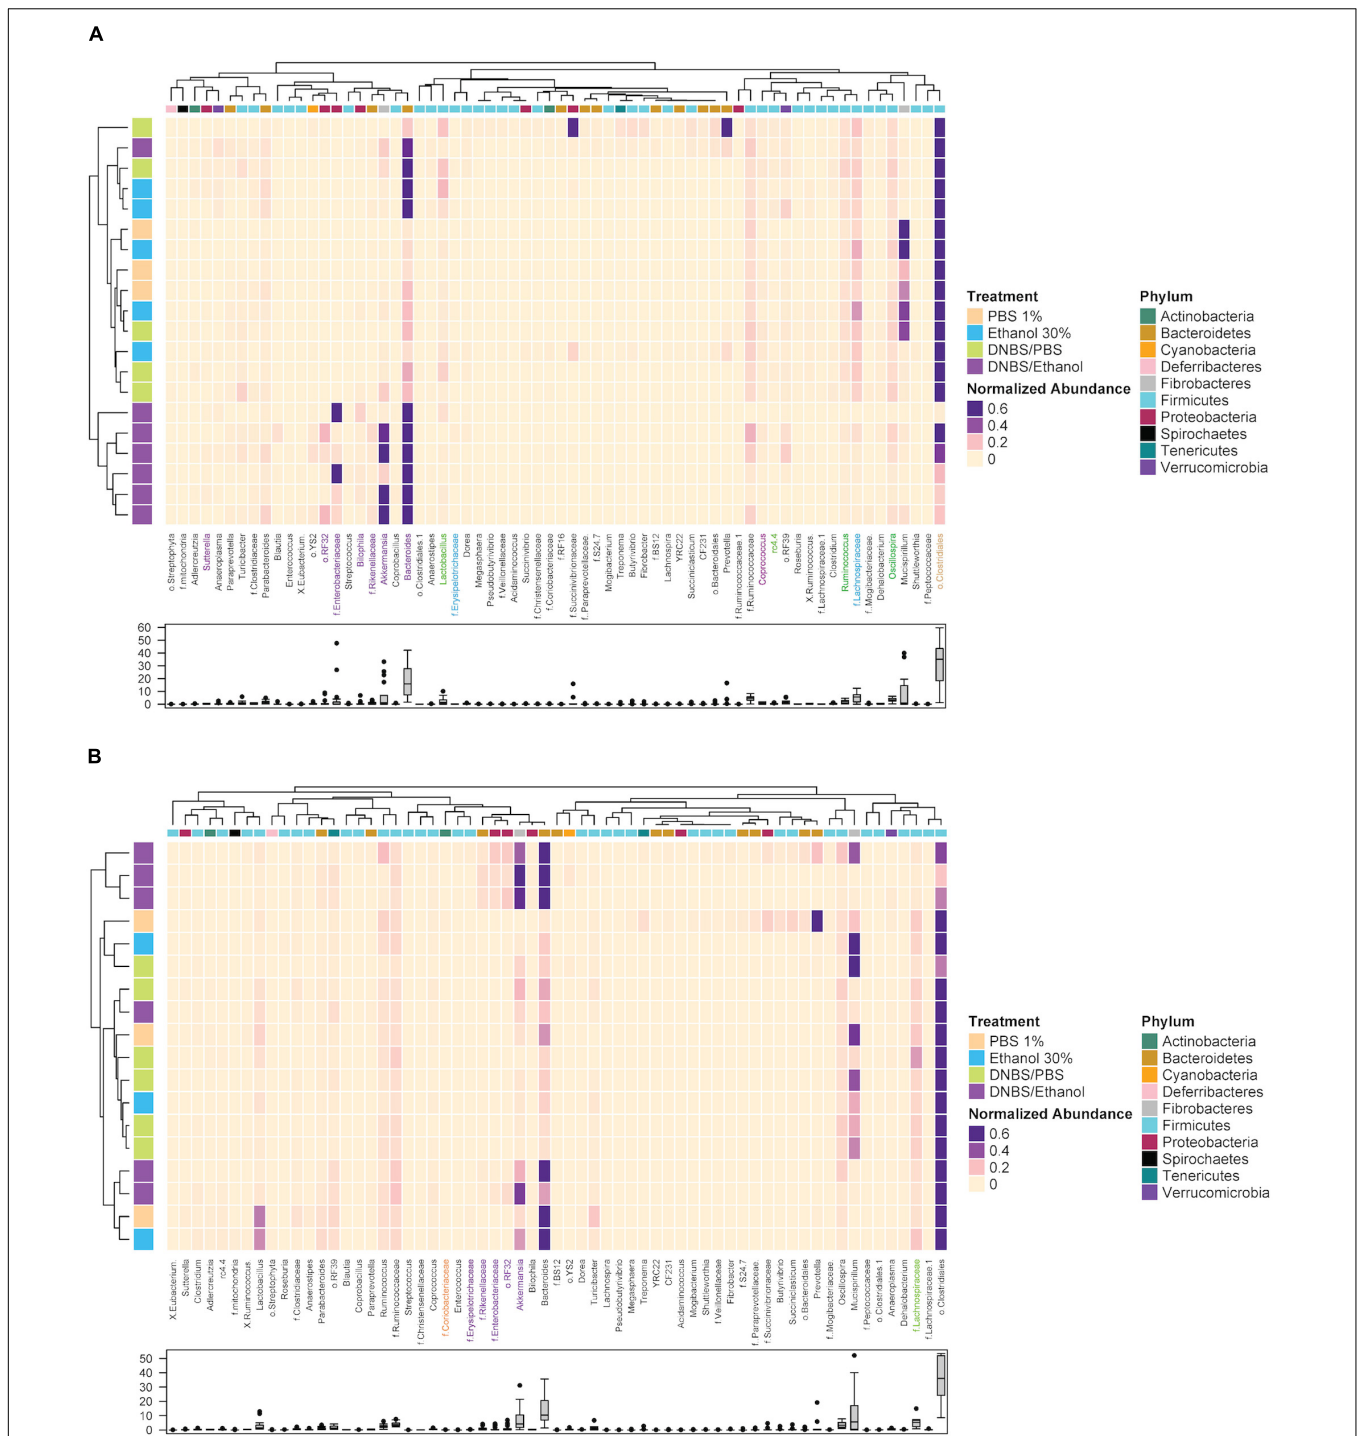 A
Treatment
PBS 1%
Ethanol 30%
DNBS/PBS
DNBS/Ethanol
Normalized Abundance
0.6
0.4
0.2
0
Phylum
Actinobacteria
Bacteroidetes
Cyanobacteria
Deferribacteres
Fibrobacteres
Firmicutes
Proteobacteria
Spirochaetes
Tenericutes
Verrucomicrobia
o.Streptophyta
f.mitochondria
Adlercreutzia
Sutterella
Anaeroplasma
Paraprevotella
Turicibacter
f.Clostridiaceae
Parabacteroides
Blautia
Enterococcus
X.Eubacterium.
o.YS2
o.RF32
f.Enterobacteriaceae
Streptococcus
Bilophila
f.Rikenellaceae
Akkermansia
Coprobacillus
Bacteroides
o.Clostridiales.1
Anaerostipes
Lactobacillus
f.Erysipelotrichaceae
Dorea
Megasphaera
Pseudobutyrivibrio
f.Veillonellaceae
Acidaminococcus
Succinivibrio
f.Christensenellaceae
f.Coriobacteriaceae
f.RF16
f.Succinivibrionaceae
f..Paraprevotellaceae.
f.S24.7
Mogibacterium
Treponema
Butyrivibrio
Fibrobacter
f.BS12
Lachnospira
YRC22
Succiniclasticum
CF231
o.Bacteroidales
Prevotella
f.Ruminococcaceae.1
f.Ruminococcaceae
Coprococcus
rc4.4
o.RF39
Roseburia
X.Ruminococcus.
f.Lachnospiraceae.1
Clostridium
Ruminococcus
f.Lachnospiraceae
f..Mogibacteriaceae.
Dehalobacterium
Oscillospira
Mucispirillum
Shuttleworthia
f.Peptococcaceae
o.Clostridiales
60
50
40
30
20
10
0
B
Treatment
PBS 1%
Ethanol 30%
DNBS/PBS
DNBS/Ethanol
Normalized Abundance
0.6
0.4
0.2
0
Phylum
Actinobacteria
Bacteroidetes
Cyanobacteria
Deferribacteres
Fibrobacteres
Firmicutes
Proteobacteria
Spirochaetes
Tenericutes
Verrucomicrobia
X.Eubacterium.
Sutterella
Clostridium
Adlercreutzia
rc4.4
f.mitochondria
X.Ruminococcus.
Lactobacillus
o.Streptophyta
Roseburia
f.Clostridiaceae
Anaerostipes
Parabacteroides
o.RF39
Blautia
Coprobacillus
Paraprevotella
Ruminococcus
f.Ruminococcaceae
Streptococcus
f.Christensenellaceae
Coprococcus
f.Coriobacteriaceae
Enterococcus
f.Erysipelotrichaceae
f.Rikenellaceae
f.Enterobacteriaceae
o.RF32
Akkermansia
Bilophila
Bacteroides
f.BS12
o.YS2
Dorea
Turicibacter
Lachnospira
Pseudobutyrivibrio
Megasphaera
Treponema
YRC22
CF231
Acidaminococcus
Mogibacterium
Shuttleworthia
f.Veillonellaceae
Fibrobacter
f.S24.7
f..Paraprevotellaceae.
f.Succinivibrionaceae
Butyrivibrio
Succiniclasticum
o.Bacteroidales
Prevotella
f..Mogibacteriaceae.
Oscillospira
Mucispirillum
f.Peptococcaceae
o.Clostridiales.1
Anaeroplasma
Dehalobacterium
f.Lachnospiraceae
f.Lachnospiraceae.1
o.Clostridiales
50
40
30
20
10
0